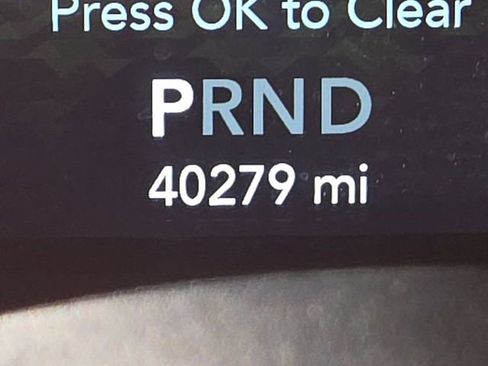 Press OK to Clear
PRND
40279 mi